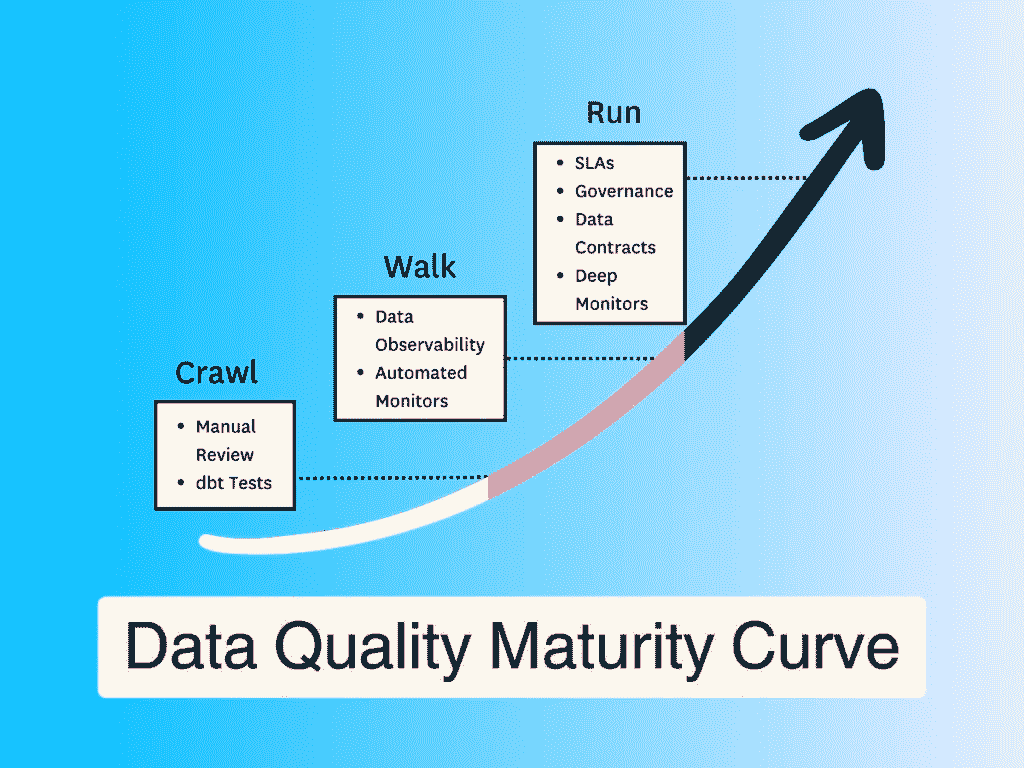 Run
• SLAs
• Governance
• Data
Contracts
• Deep
Monitors
Walk
• Data
Observability
• Automated
Monitors
Crawl
• Manual
Review
• dbt Tests
Data Quality Maturity Curve